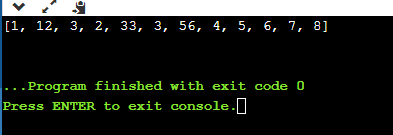 [1, 12, 3, 2, 33, 3, 56, 4, 5, 6, 7, 8]
...Program finished with exit code 0
Press ENTER to exit console.